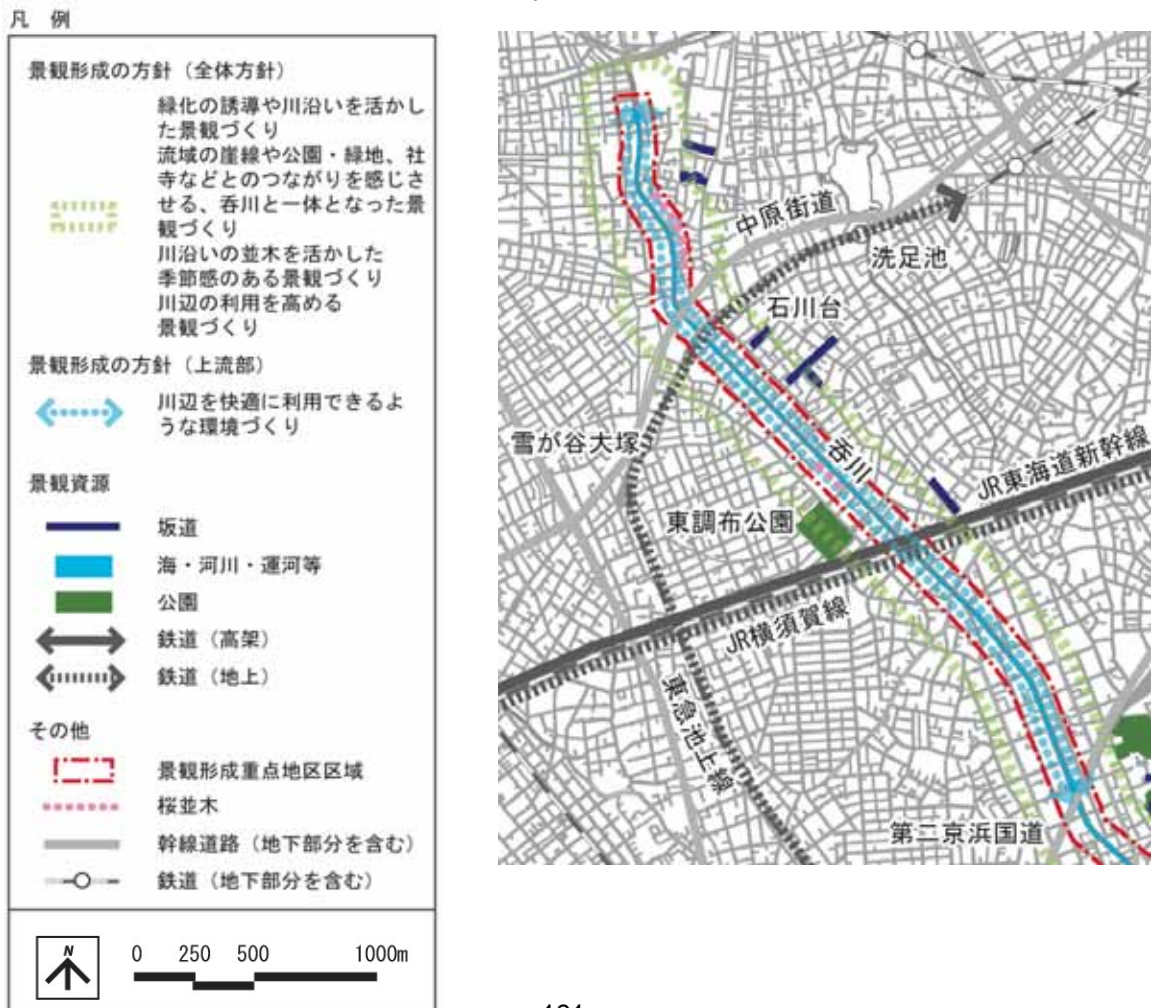 凡 例
景観形成の方針（全体方針）
緑化の誘導や川沿いを活かし
た景観づくり
流域の崖線や公園・緑地、社
寺などとのつながりを感じさ
せる、呑川と一体となった景
観づくり
川沿いの並木を活かした
季節感のある景観づくり
川辺の利用を高める
景観づくり
景観形成の方針（上流部）
川辺を快適に利用できるよ
うな環境づくり
景観資源
坂道
海・河川・運河等
公園
鉄道（高架）
鉄道（地上）
その他
景観形成重点地区区域
桜並木
幹線道路（地下部分を含む）
鉄道（地下部分を含む）
N
0 250 500 1000m
中原街道
洗足池
石川台
雪が谷大塚
呑川
JR東海道新幹線
東調布公園
JR横須賀線
東急池上線
第二京浜国道